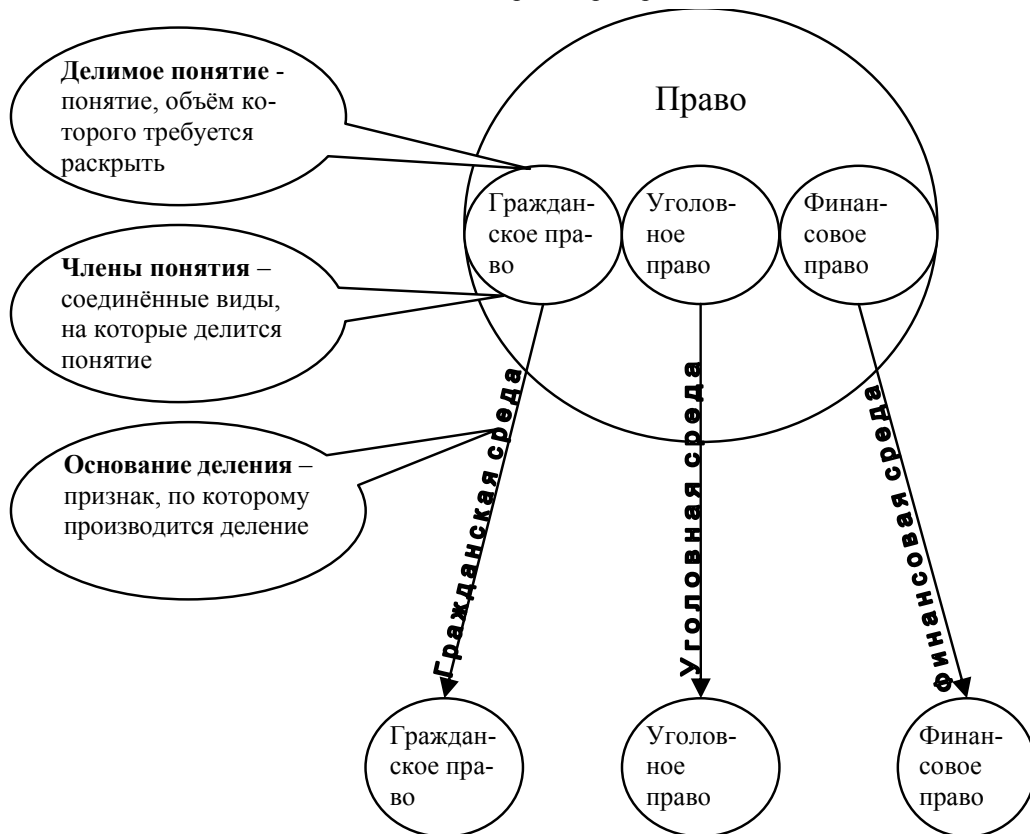 Делимое понятие -
понятие, объём ко-
торого требуется
раскрыть
Право
Граждан-
ское пра-
во
Уголов-
ное
право
Финан-
совое
право
Члены понятия –
соединённые виды,
на которые делится
понятие
Основание деления –
признак, по которому
производится деление
Гражданская среда
Уголовная среда
Финансовая среда
Граждан-
ское пра-
во
Уголов-
ное
право
Финан-
совое
право